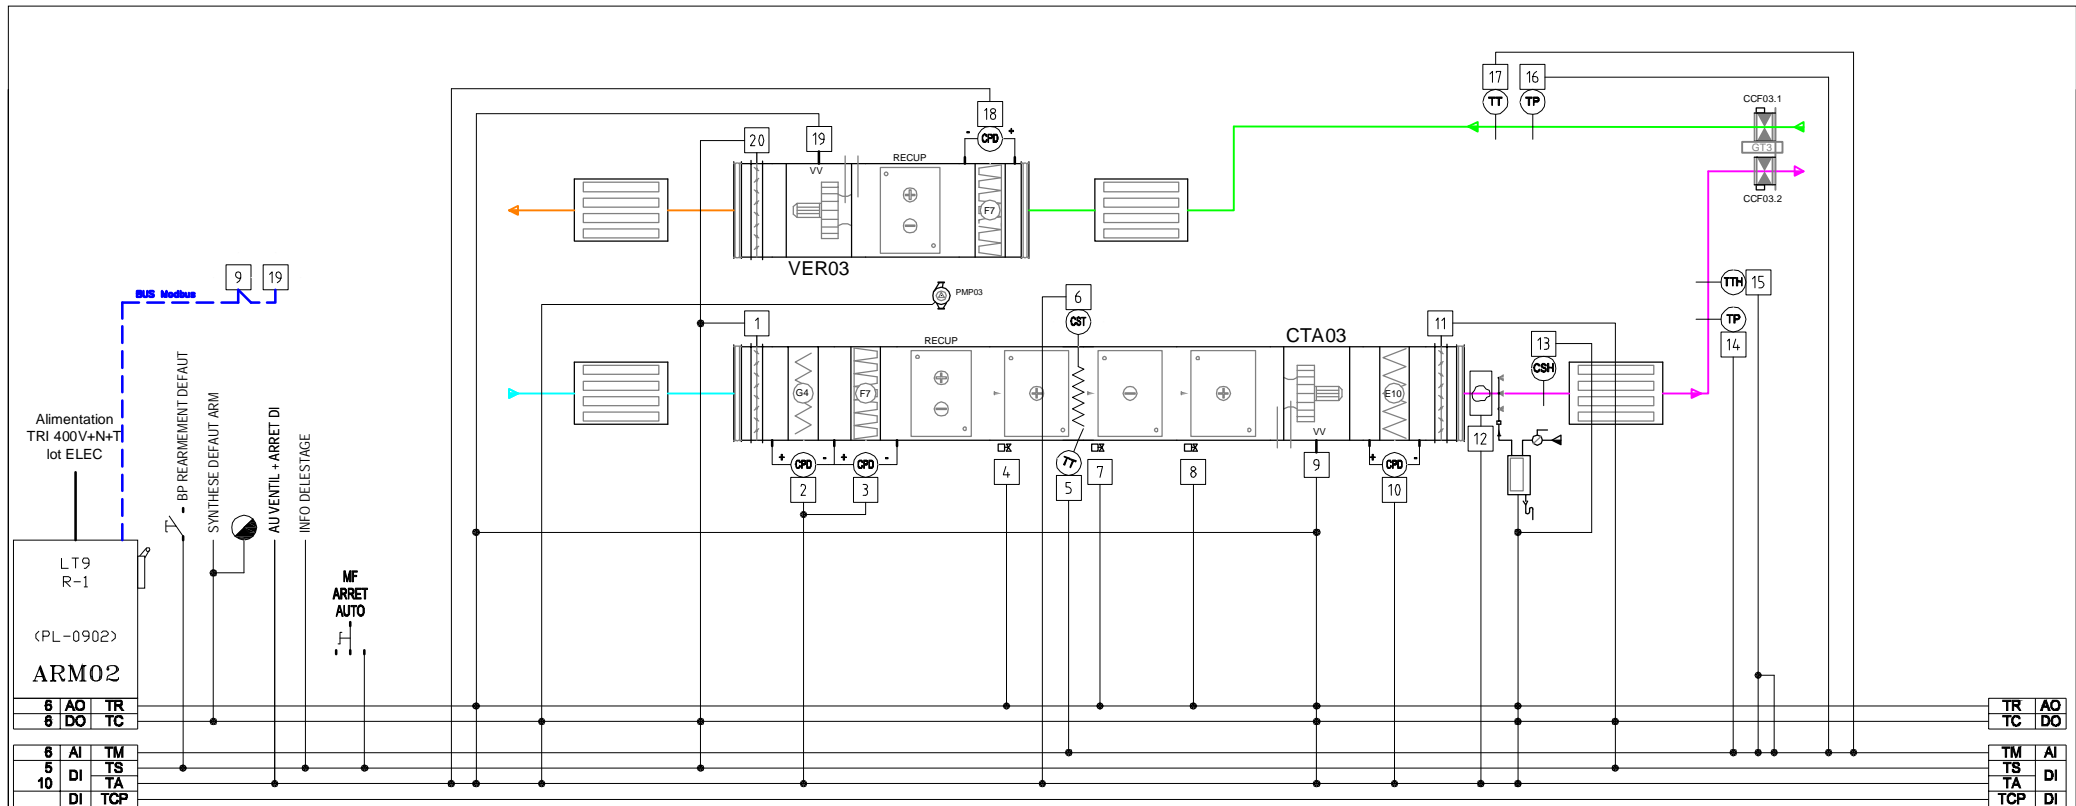 17
16
TT
TP
CCF03.1
GT3
CCF03.2
18
- CPD +
19
20
VV
RECUP
F7
VER03
9
19
BUS Modbus
PMP03
6
CST
TTH
15
TP
14
1
RECUP
CTA03
11
13
CSH
G4
F7
E10
VV
+ CPD -
+ CPD -
TT
+ CPD -
2
3
4
5
7
8
9
10
12
Alimentation
TRI 400V+N+T
lot ELEC
BP REARMEMENT DEFAUT
SYNTHESE DEFAUT ARM
AU VENTIL + ARRET DI
INFO DELESTAGE
MF
ARRET
AUTO
LT9
R-1
(PL-0902)
ARM02
6 AO TR
6 DO TC
6 AI TM
5 TS
DI
10 TA
DI TCP
TR AO
TC DO
TM AI
TS
DI
TA
TCP DI